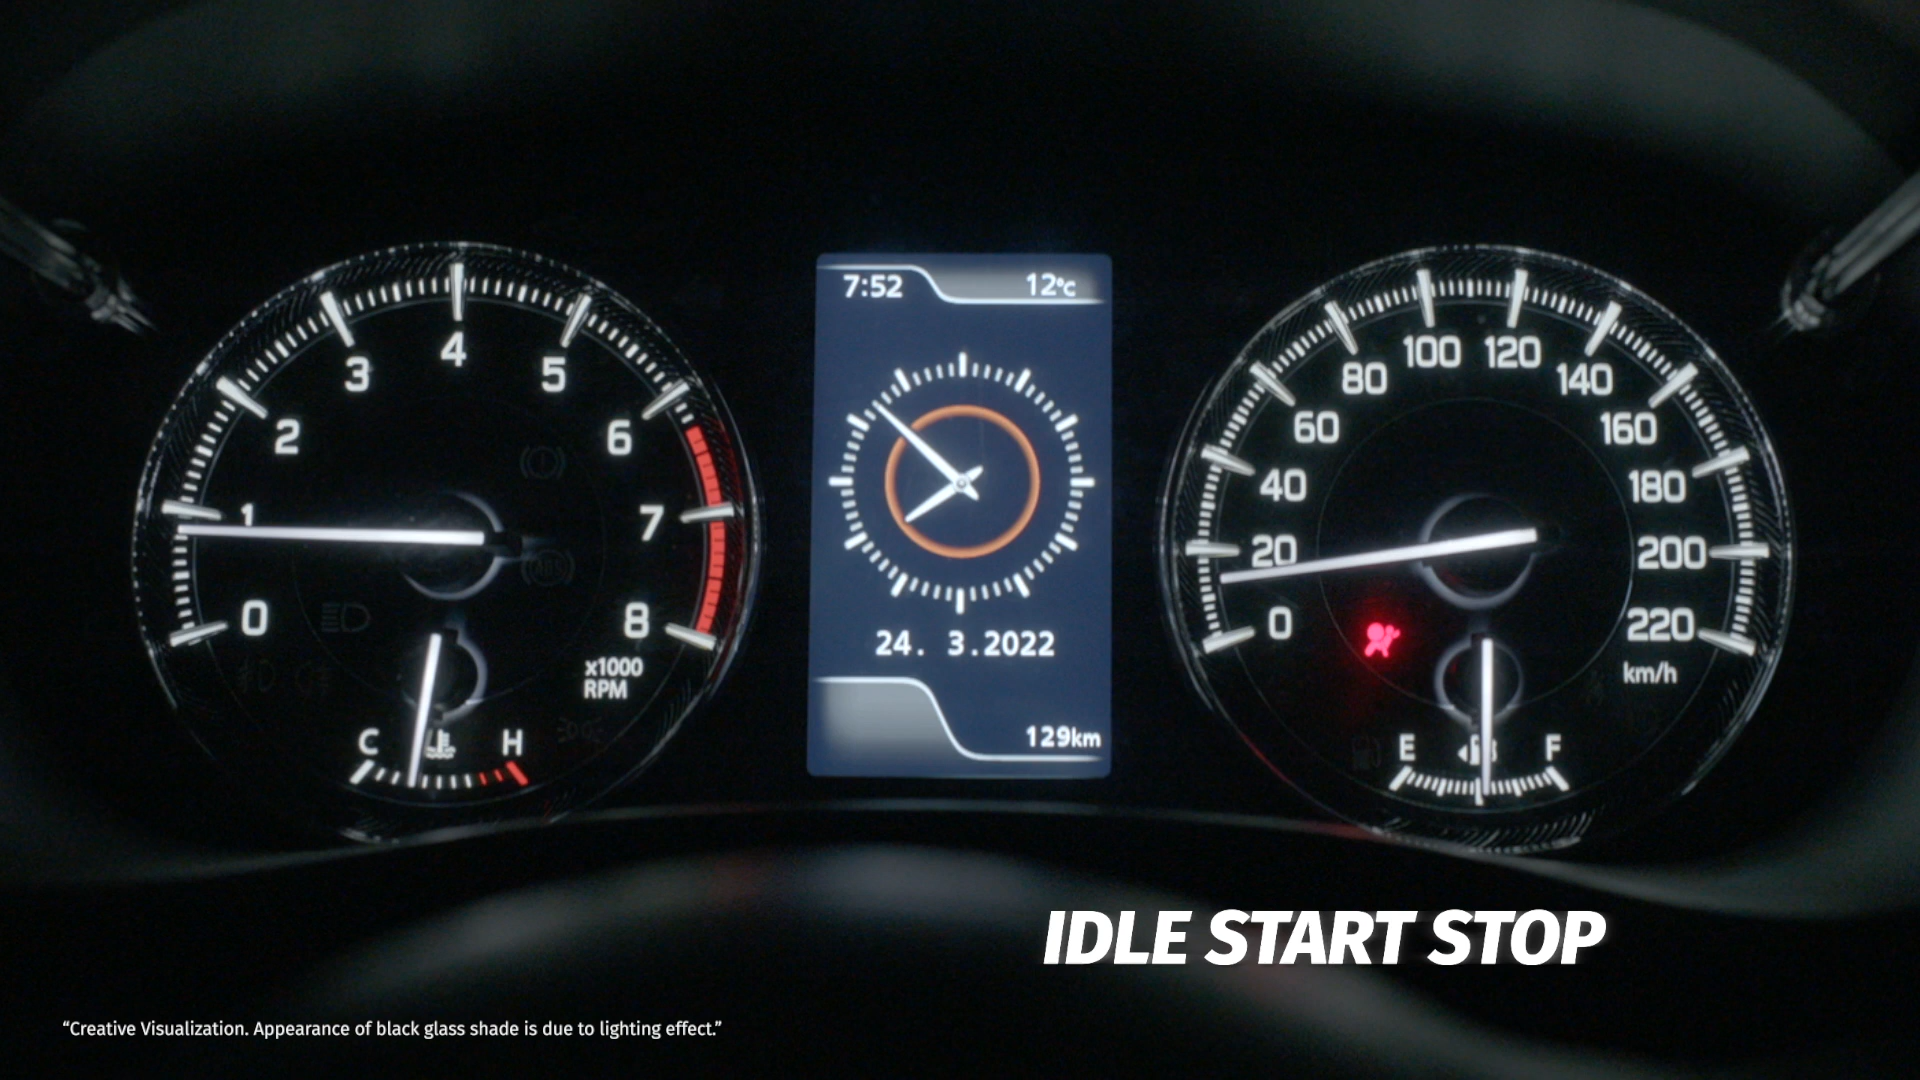 7:52 12°C
4
3 5
100 120
80 140
2 6
60 160
40 180
1 7
20 200
0 8
0 220
24. 3.2022
x1000
RPM
km/h
129km
C H
E F
IDLE START STOP
“Creative Visualization. Appearance of black glass shade is due to lighting effect.”